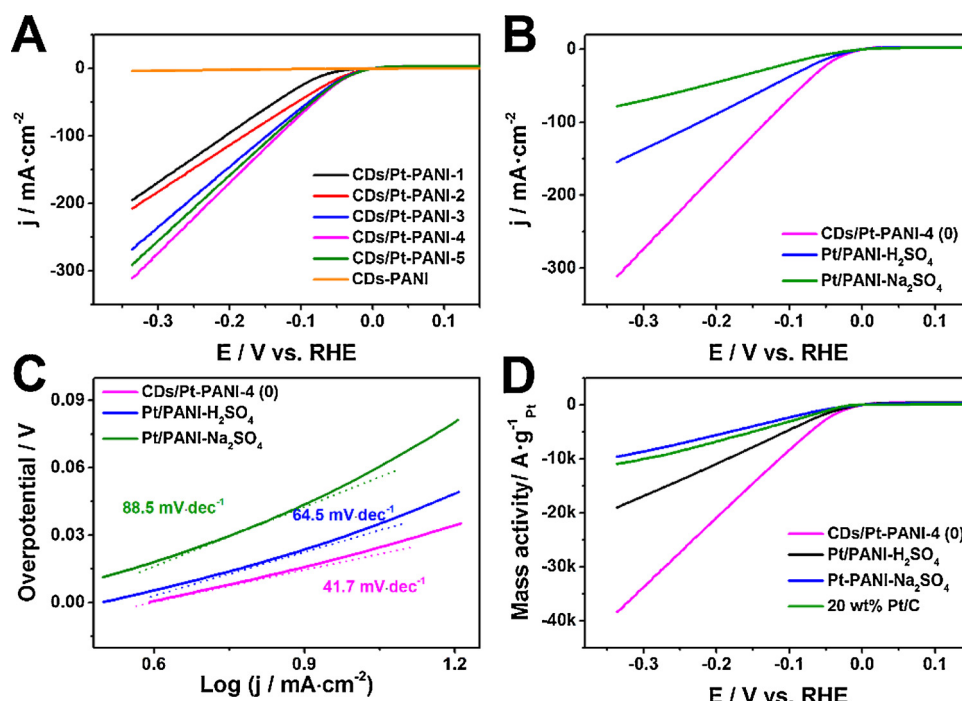 A
0
-100
-200
-300
j / mA·cm⁻²
-0.3 -0.2 -0.1 0.0 0.1
E / V vs. RHE
CDs/Pt-PANI-1
CDs/Pt-PANI-2
CDs/Pt-PANI-3
CDs/Pt-PANI-4
CDs/Pt-PANI-5
CDs-PANI
B
0
-100
-200
-300
j / mA·cm⁻²
-0.3 -0.2 -0.1 0.0 0.1
E / V vs. RHE
CDs/Pt-PANI-4 (0)
Pt/PANI-H₂SO₄
Pt/PANI-Na₂SO₄
C
0.09
0.06
0.03
0.00
Overpotential / V
0.6 0.9 1.2
Log (j / mA·cm⁻²)
CDs/Pt-PANI-4 (0)
Pt/PANI-H₂SO₄
Pt/PANI-Na₂SO₄
88.5 mV·dec⁻¹
64.5 mV·dec⁻¹
41.7 mV·dec⁻¹
D
0
-10k
-20k
-30k
-40k
Mass activity/ A·g⁻¹Pt
-0.3 -0.2 -0.1 0.0 0.1
E / V vs. RHE
CDs/Pt-PANI-4 (0)
Pt/PANI-H₂SO₄
Pt-PANI-Na₂SO₄
20 wt% Pt/C